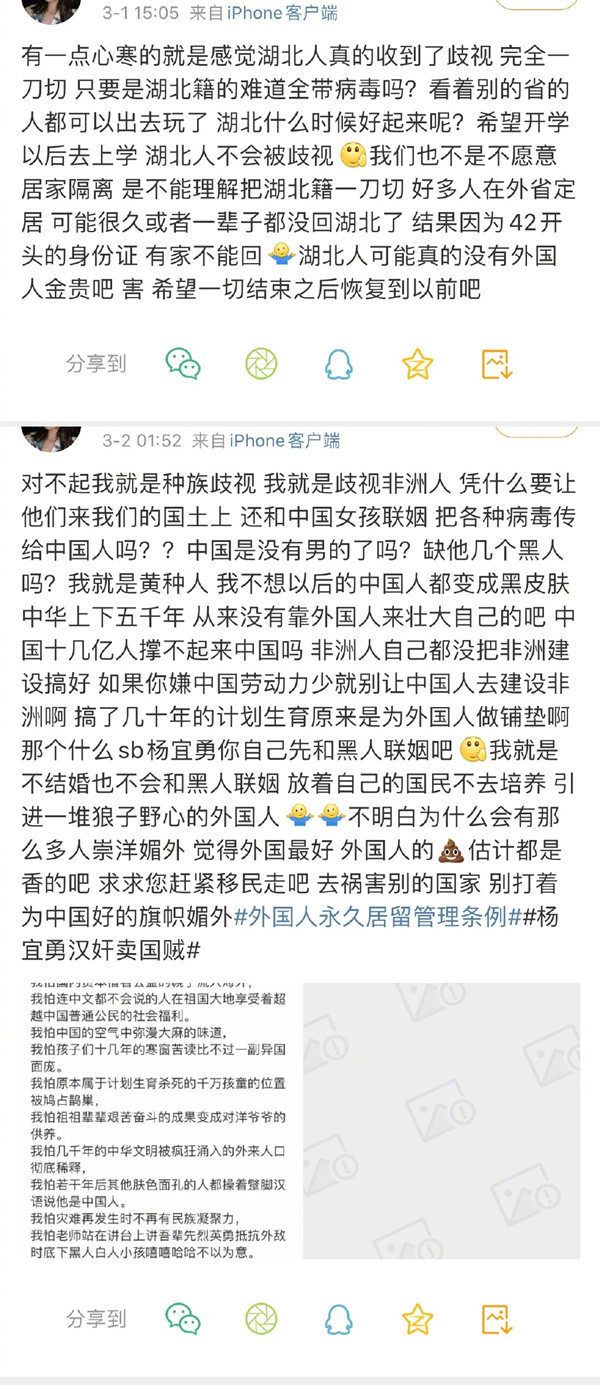 3-1 15:05 来自iPhone客户端
有一点心寒的就是感觉湖北人真的收到了歧视 完全一
刀切 只要是湖北籍的难道全带病毒吗？看着别的省的
人都可以出去玩了 湖北什么时候好起来呢？希望开学
以后去上学 湖北人不会被歧视 🤔我们也不是不愿意
居家隔离 是不能理解把湖北籍一刀切 好多人在外省定
居 可能很久或者一辈子都没回湖北了 结果因为42开
头的身份证 有家不能回 🤷‍♂️湖北人可能真的没有外国
人金贵吧 害 希望一切结束之后恢复到以前吧
分享到
3-2 01:52 来自iPhone客户端
对不起我就是种族歧视 我就是歧视非洲人 凭什么要让
他们来我们的国土上 还和中国女孩联姻 把各种病毒传
给中国人吗？？中国是没有男的了吗？缺他几个黑人
吗？我就是黄种人 我不想以后的中国人都变成黑皮肤
中华上下五千年 从来没有靠外国人来壮大自己的吧 中
国十几亿人撑不起来中国吗 非洲人自己都没把非洲建
设搞好 如果你嫌中国劳动力少就别让中国人去建设非
洲啊 搞了几十年的计划生育原来是为外国人做铺垫啊
那个什么sb杨宜勇你自己先和黑人联姻吧 🤔我就是
不结婚也不会和黑人联姻 放着自己的国民不去培养 引
进一堆狼子野心的外国人 🤷‍♂️🤷‍♂️不明白为什么会有那
么多人崇洋媚外 觉得外国最好 外国人的💩估计都是
香的吧 求求您赶紧移民走吧 去祸害别的国家 别打着
为中国好的旗帜媚外#外国人永久居留管理条例##杨
宜勇汉奸卖国贼#
我怕连中文都不会说的人在祖国大地享受着超
越中国普通公民的社会福利。
我怕中国的空气中弥漫大麻的味道，
我怕孩子们十几年的寒窗苦读比不过一副异国
面庞。
我怕原本属于计划生育杀死的千万孩童的位置
被鸠占鹊巢，
我怕祖祖辈辈艰苦奋斗的成果变成对洋爷爷的
供养。
我怕几千年的中华文明被疯狂涌入的外来人口
彻底稀释，
我怕若干年后其他肤色面孔的人都操着蹩脚汉
语说他是中国人。
我怕灾难再发生时不再有民族凝聚力，
我怕老师站在讲台上讲吾辈先烈英勇抵抗外敌
时底下黑人白人小孩嘻嘻哈哈不以为意。
分享到